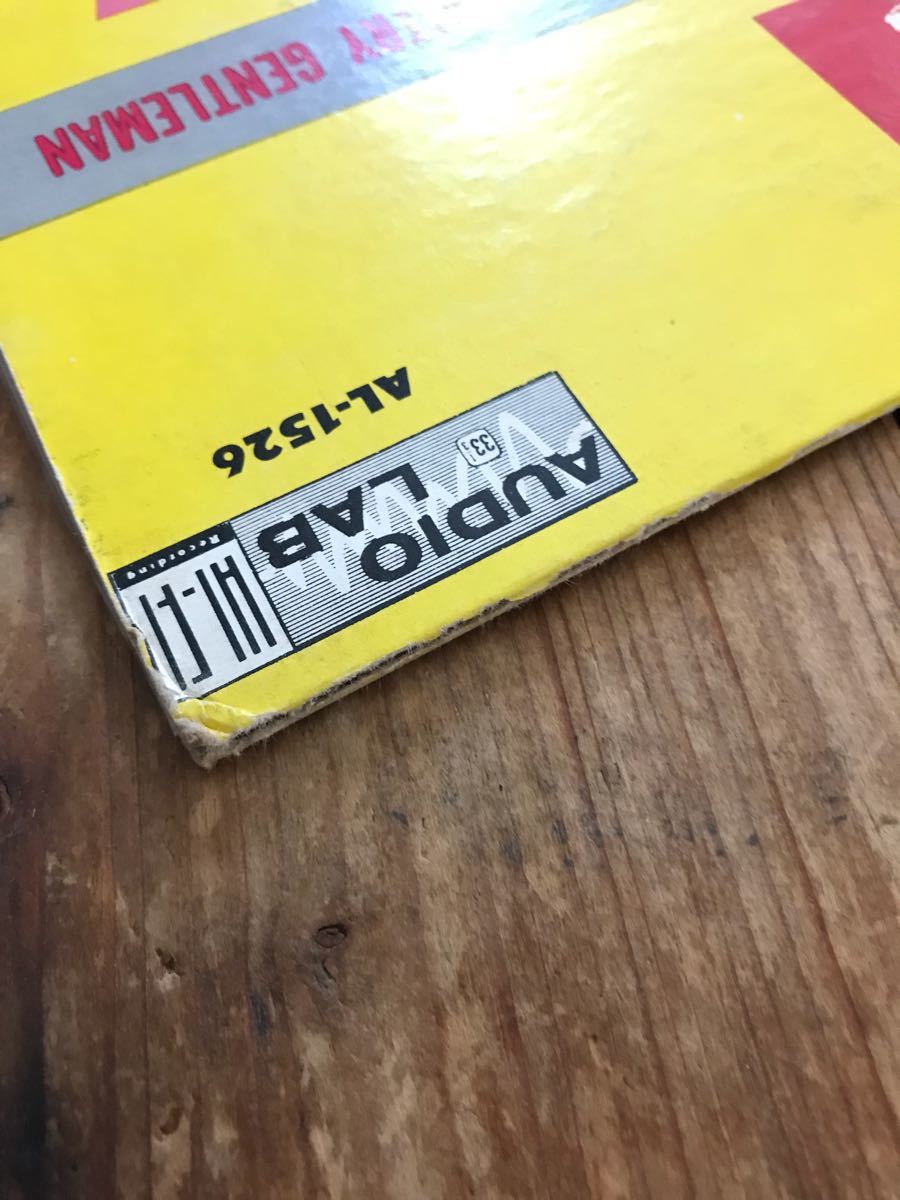 AUDIO
LAB
33⅓
HI-FI
Recording
AL-1526
GENTLEMAN